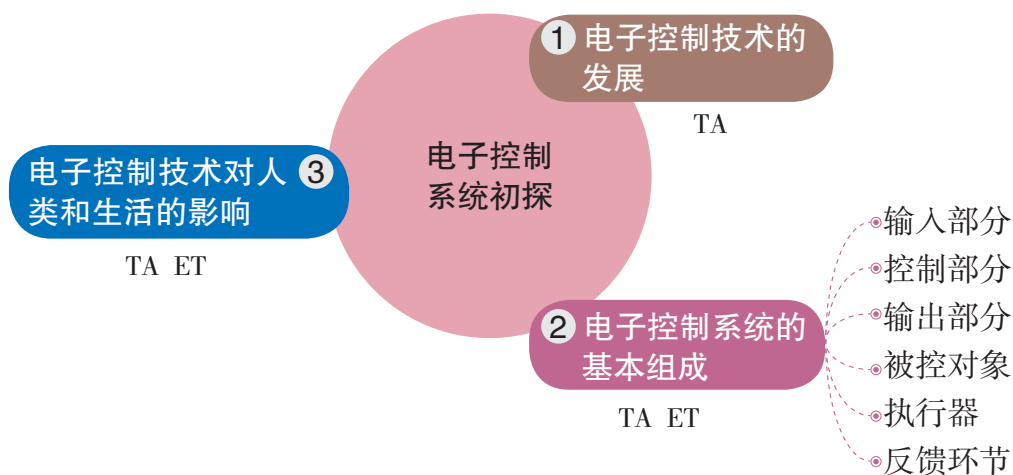 ① 电子控制技术的
发展
TA
电子控制
系统初探
电子控制技术对人 ③
类和生活的影响
TA ET
② 电子控制系统的
基本组成
TA ET
输入部分
控制部分
输出部分
被控对象
执行器
反馈环节